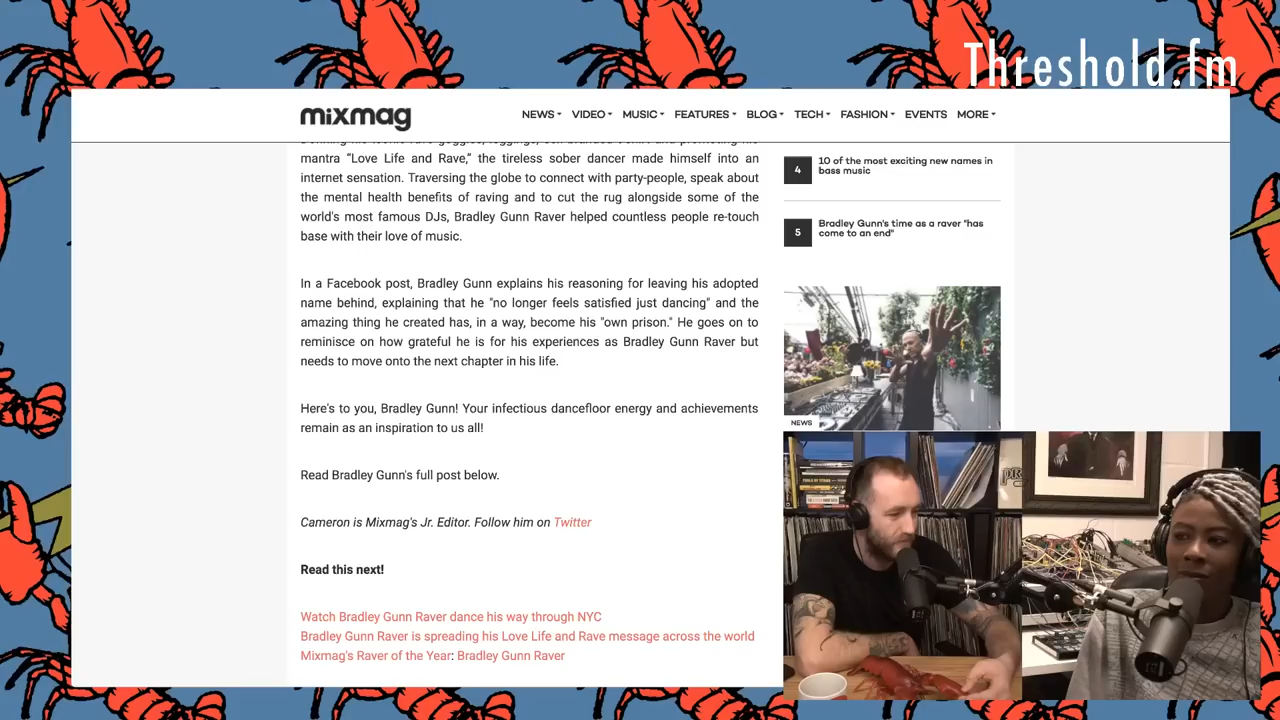 Threshold.fm
mixmag
NEWS VIDEO MUSIC FEATURES BLOG TECH FASHION EVENTS MORE
mantra “Love Life and Rave,” the tireless sober dancer made himself into an
internet sensation. Traversing the globe to connect with party-people, speak about
the mental health benefits of raving and to cut the rug alongside some of the
world's most famous DJs, Bradley Gunn Raver helped countless people re-touch
base with their love of music.
In a Facebook post, Bradley Gunn explains his reasoning for leaving his adopted
name behind, explaining that he "no longer feels satisfied just dancing" and the
amazing thing he created has, in a way, become his "own prison." He goes on to
reminisce on how grateful he is for his experiences as Bradley Gunn Raver but
needs to move onto the next chapter in his life.
Here's to you, Bradley Gunn! Your infectious dancefloor energy and achievements
remain as an inspiration to us all!
Read Bradley Gunn's full post below.
Cameron is Mixmag's Jr. Editor. Follow him on Twitter
Read this next!
Watch Bradley Gunn Raver dance his way through NYC
Bradley Gunn Raver is spreading his Love Life and Rave message across the world
Mixmag's Raver of the Year: Bradley Gunn Raver
4
10 of the most exciting new names in
bass music
5
Bradley Gunn's time as a raver "has
come to an end"
NEWS